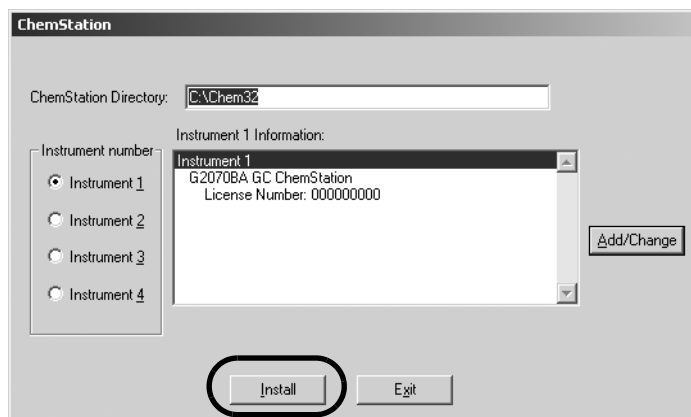 ChemStation
ChemStation Directory:
C:\Chem32
Instrument number
Instrument 1
Instrument 2
Instrument 3
Instrument 4
Instrument 1 Information:
Instrument 1
G2070BA GC ChemStation
License Number: 000000000
Add/Change
Install
Exit